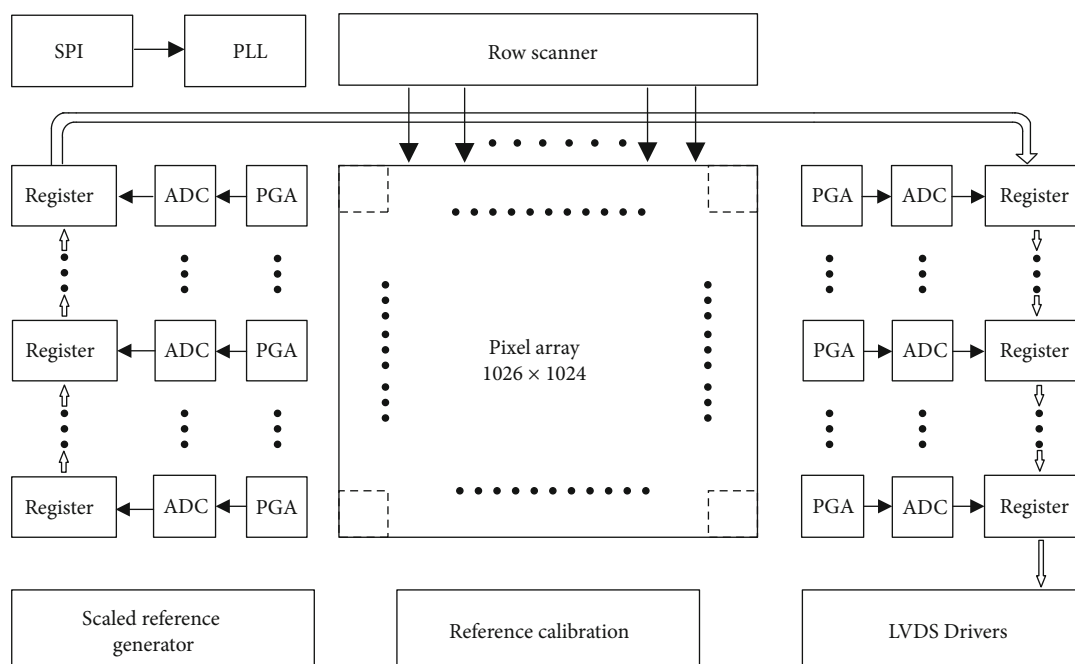 SPI
PLL
Row scanner
Register
ADC
PGA
PGA
ADC
Register
Register
ADC
PGA
Pixel array
1026 × 1024
PGA
ADC
Register
Register
ADC
PGA
PGA
ADC
Register
Scaled reference
generator
Reference calibration
LVDS Drivers